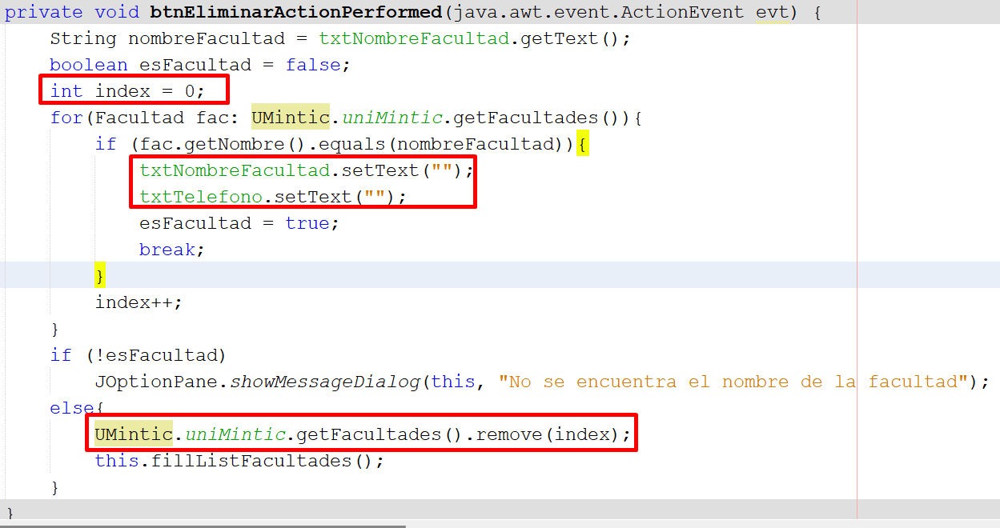 private void btnEliminarActionPerformed(java.awt.event.ActionEvent evt) {
    String nombreFacultad = txtNombreFacultad.getText();
    boolean esFacultad = false;
    int index = 0;
    for(Facultad fac: UMintic.uniMintic.getFacultades()){
        if (fac.getNombre().equals(nombreFacultad)){
            txtNombreFacultad.setText("");
            txtTelefono.setText("");
            esFacultad = true;
            break;
        }
        index++;
    }
    if (!esFacultad)
        JOptionPane.showMessageDialog(this, "No se encuentra el nombre de la facultad");
    else{
        UMintic.uniMintic.getFacultades().remove(index);
        this.fillListFacultades();
    }
}